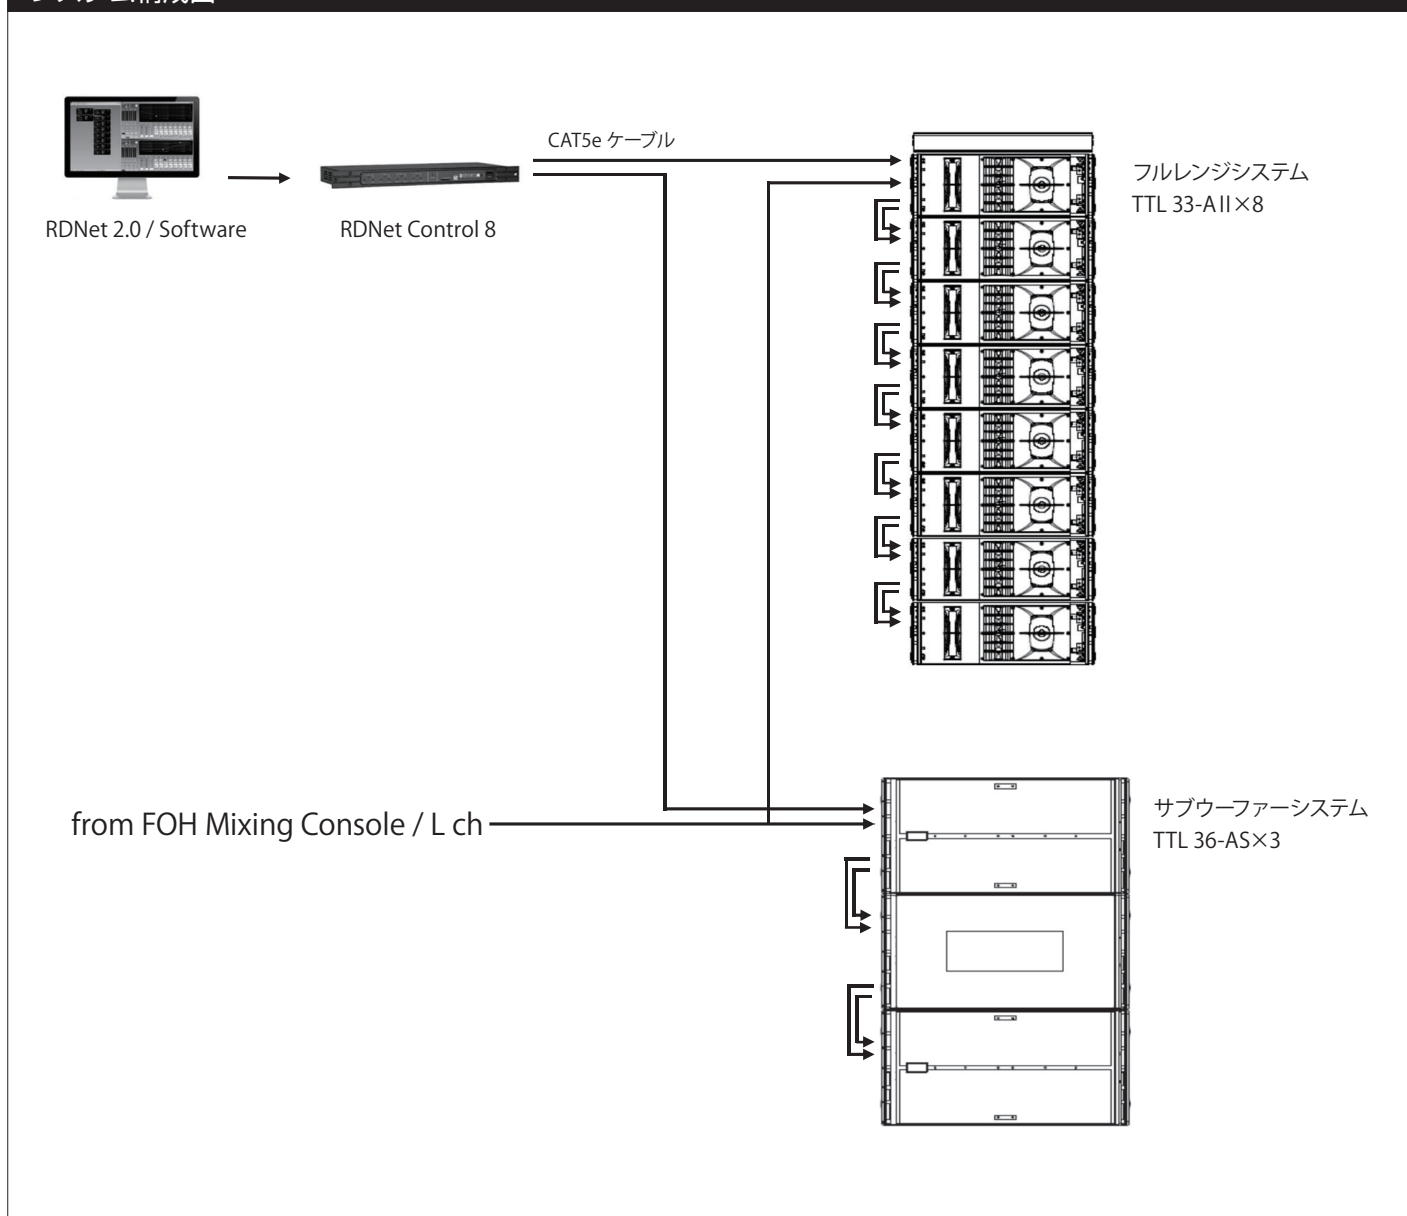 RDNet 2.0 / Software
RDNet Control 8
CAT5e ケーブル
フルレンジシステム
TTL 33-AII×8
from FOH Mixing Console / L ch
サブウーファーシステム
TTL 36-AS×3